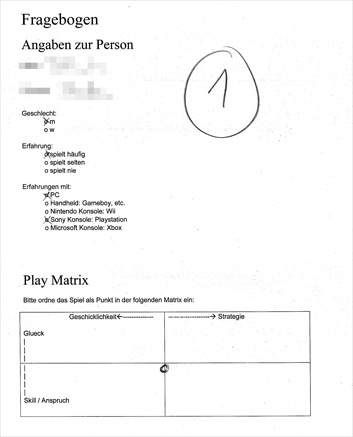 Fragebogen
Angaben zur Person
1
Geschlecht:
o m
o w
Erfahrung:
o spielt häufig
o spielt selten
o spielt nie
Erfahrungen mit:
o PC
o Handheld: Gameboy, etc.
o Nintendo Konsole: Wii
o Sony Konsole: Playstation
o Microsoft Konsole: Xbox
Play Matrix
Bitte ordne das Spiel als Punkt in der folgenden Matrix ein:
Geschicklichkeit←--------------- ---------------------→ Strategie
Glueck
Skill / Anspruch